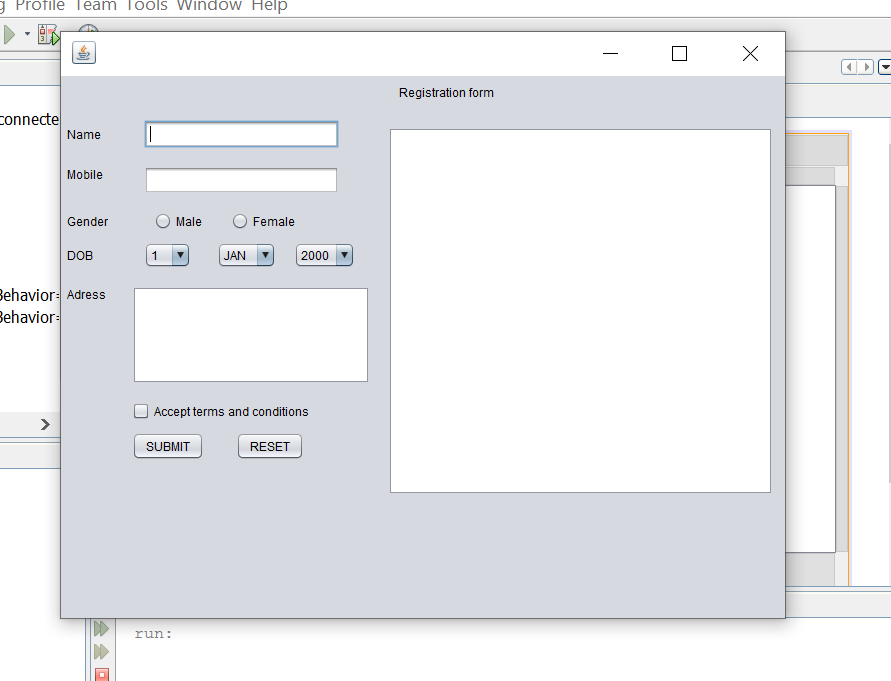 g Profile Team Tools Window Help
Registration form
connecte
Name
Mobile
Gender Male Female
DOB 1 JAN 2000
Adress
Behavior=
Behavior=
Accept terms and conditions
SUBMIT RESET
run: